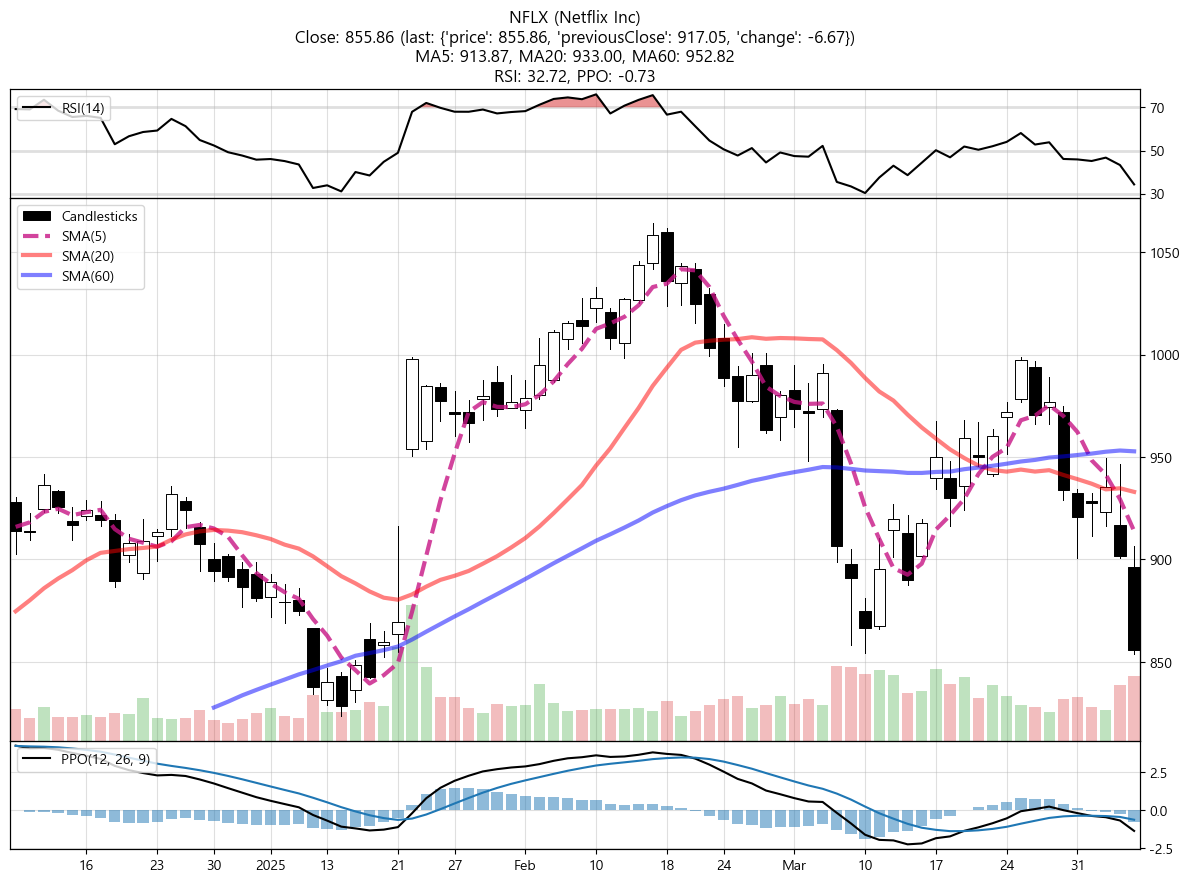 NFLX (Netflix Inc)
Close: 855.86 (last: {'price': 855.86, 'previousClose': 917.05, 'change': -6.67})
MA5: 913.87, MA20: 933.00, MA60: 952.82
RSI: 32.72, PPO: -0.73
RSI(14)
70
50
30
Candlesticks
SMA(5)
SMA(20)
SMA(60)
1050
1000
950
900
850
PPO(12, 26, 9)
2.5
0.0
-2.5
16 23 30 2025 13 21 27 Feb 10 18 24 Mar 10 17 24 31